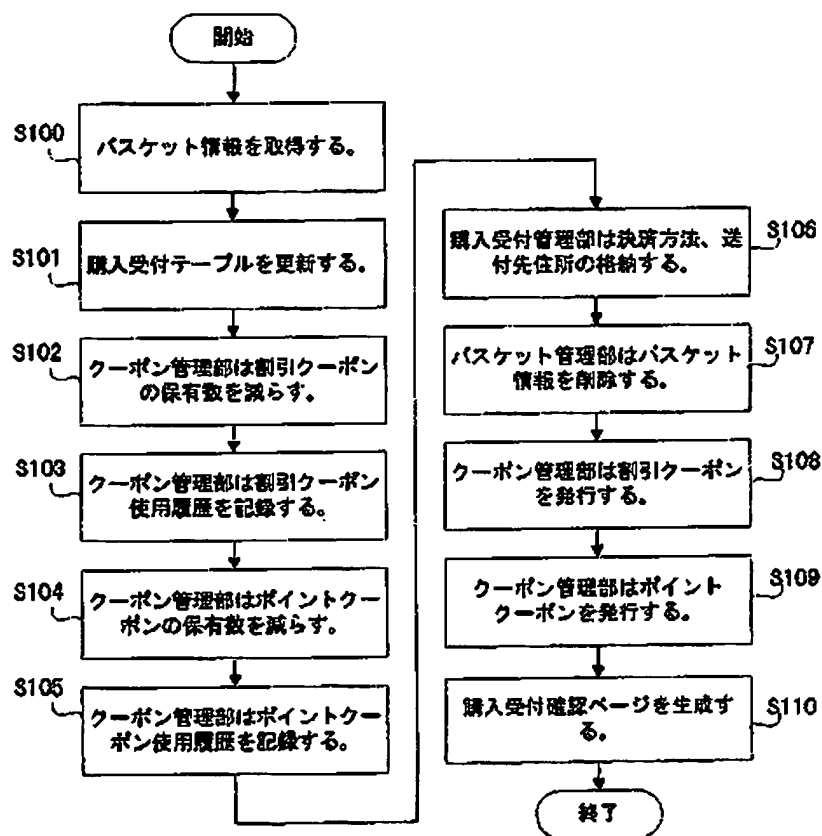 開始
S100
バスケット情報を取得する。
S101
購入受付テーブルを更新する。
S102
クーポン管理部は割引クーポン
の保有数を減らす。
S103
クーポン管理部は割引クーポン
使用履歴を記録する。
S104
クーポン管理部はポイントクー
ポンの保有数を減らす。
S105
クーポン管理部はポイントクー
ポン使用履歴を記録する。
S106
購入受付管理部は決済方法、送
付先住所の格納する。
S107
バスケット管理部はバスケット
情報を削除する。
S108
クーポン管理部は割引クーポン
を発行する。
S109
クーポン管理部はポイント
クーポンを発行する。
S110
購入受付確認ページを生成す
る。
終了